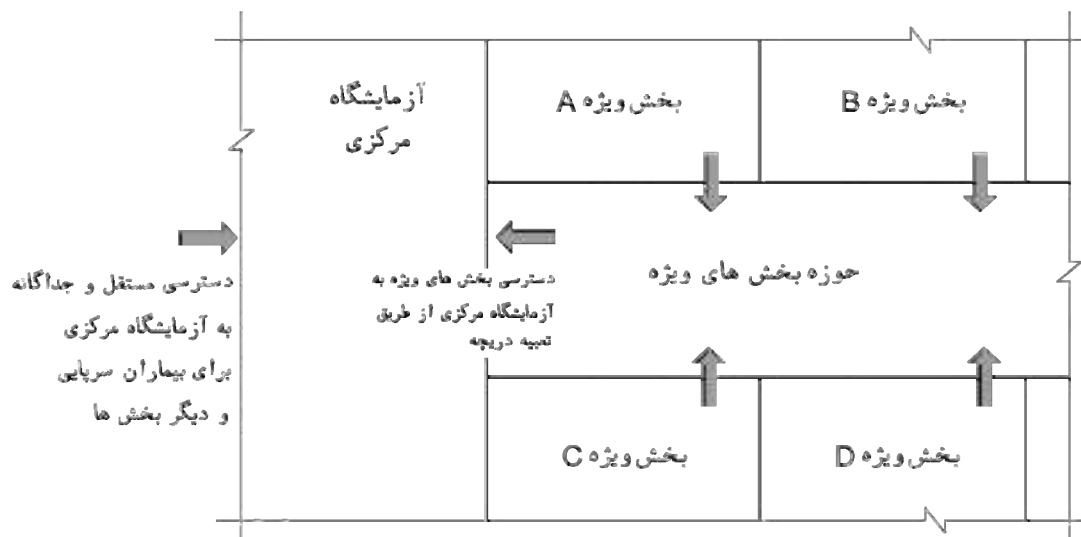 آزمایشگاه
مرکزی
بخش ویژه A
بخش ویژه B
حوزه بخش های ویژه
دسترسی بخش های ویژه به
آزمایشگاه مرکزی از طریق
تعبیه دریچه
دسترسی مستقل و جداگانه
به آزمایشگاه مرکزی
برای بیماران سرپایی
و دیگر بخش ها
بخش ویژه C
بخش ویژه D